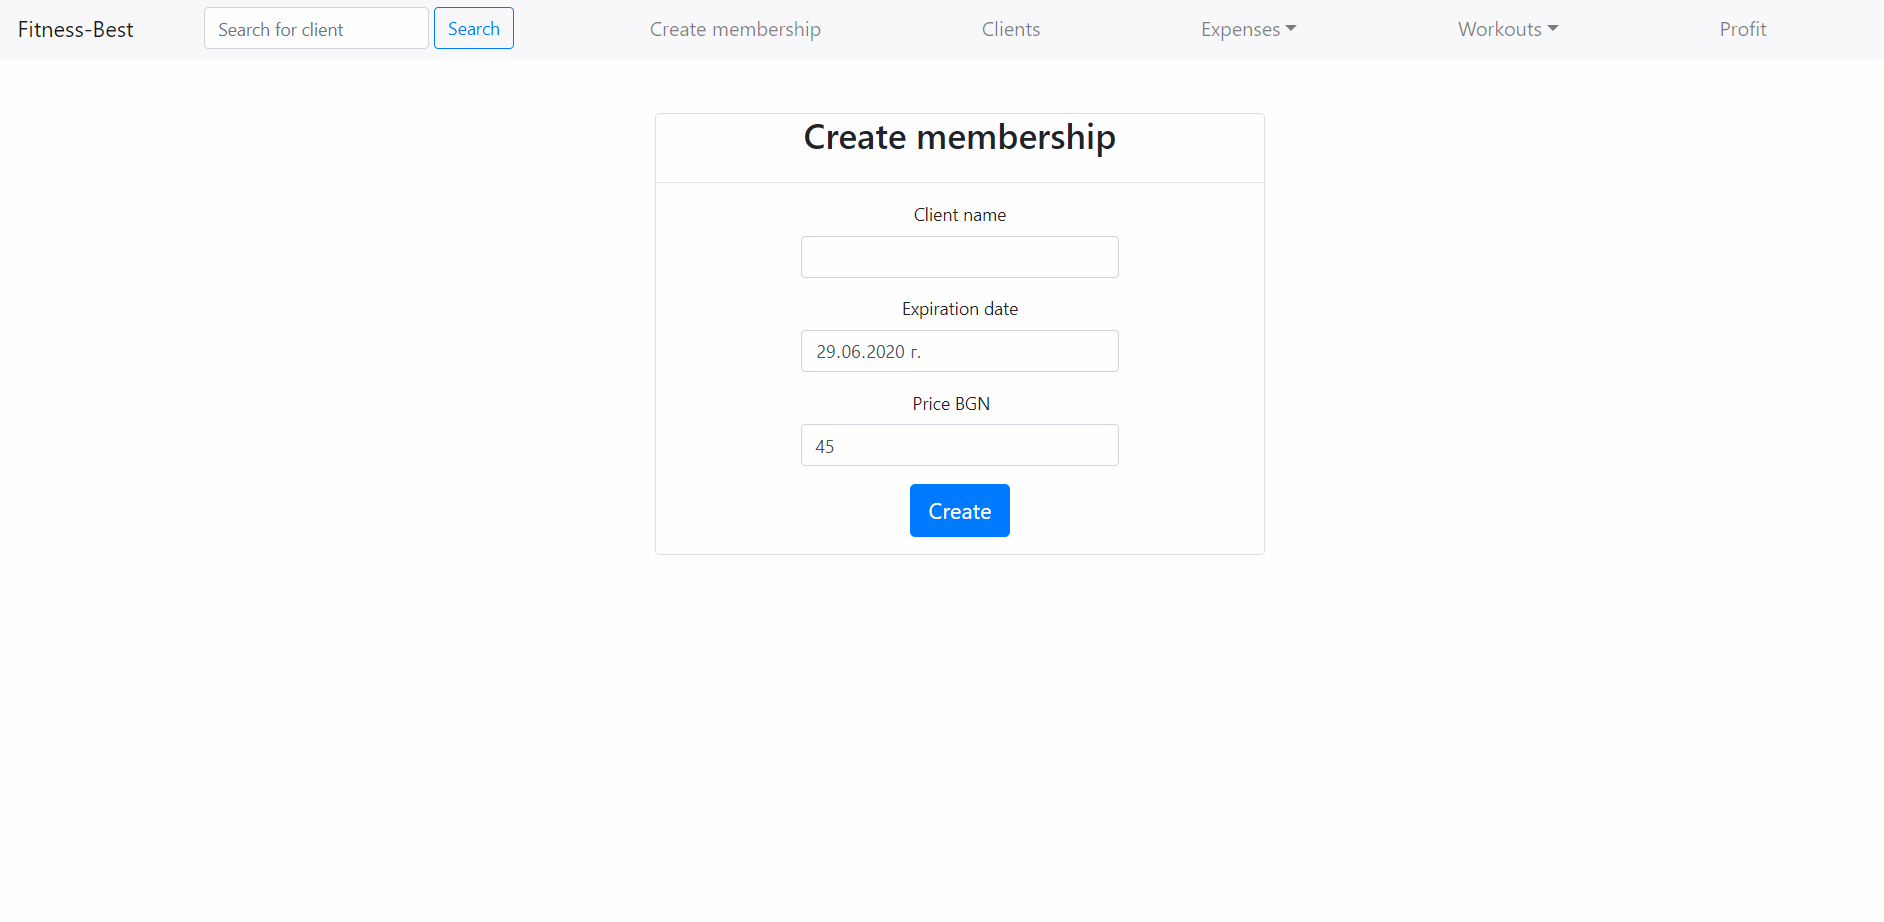 Fitness-Best Search for client Search Create membership Clients Expenses Workouts Profit
Create membership
Client name
Expiration date
29.06.2020 г.
Price BGN
45
Create